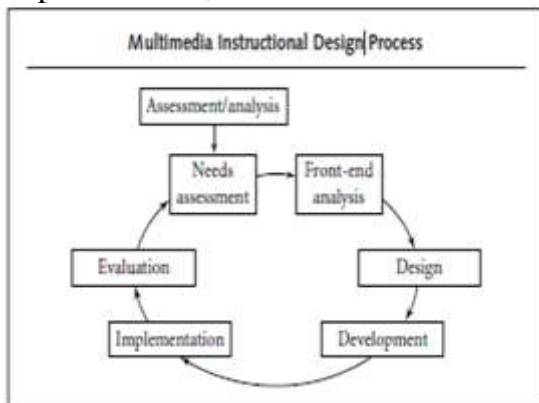 Multimedia Instructional Design Process
Assessment/analysis
Needs
assessment
Front-end
analysis
Evaluation
Design
Implementation
Development